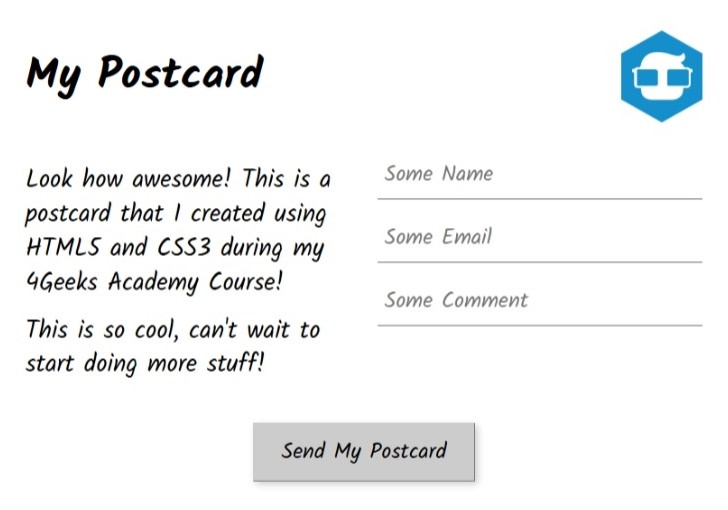 My Postcard
Look how awesome! This is a
postcard that I created using
HTML5 and CSS3 during my
4Geeks Academy Course!
This is so cool, can't wait to
start doing more stuff!
Some Name
Some Email
Some Comment
Send My Postcard